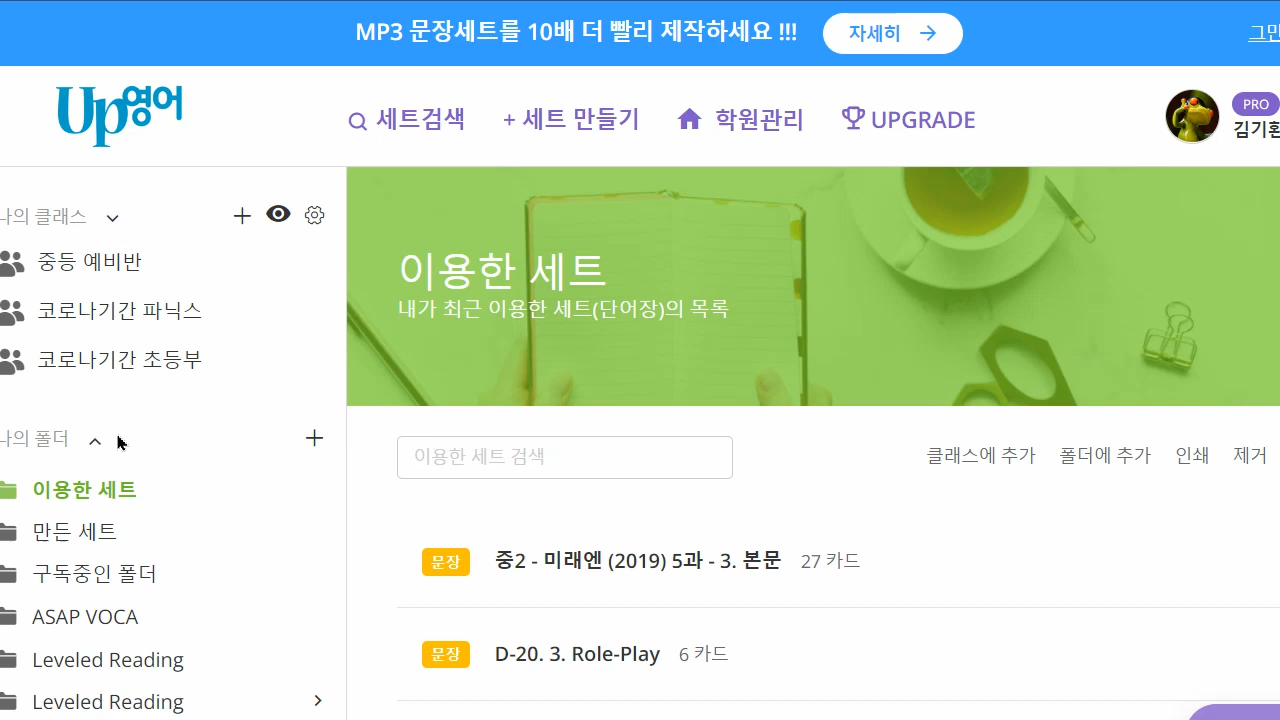 MP3 문장세트를 10배 더 빨리 제작하세요 !!!
자세히
그만
Up영어
세트검색
+ 세트 만들기
학원관리
UPGRADE
PRO
김기환
나의 클래스
중등 예비반
코로나기간 파닉스
코로나기간 초등부
나의 폴더
이용한 세트
만든 세트
구독중인 폴더
ASAP VOCA
Leveled Reading
Leveled Reading
이용한 세트
내가 최근 이용한 세트(단어장)의 목록
이용한 세트 검색
클래스에 추가
폴더에 추가
인쇄
제거
문장 중2 - 미래엔 (2019) 5과 - 3. 본문 27 카드
문장 D-20. 3. Role-Play 6 카드